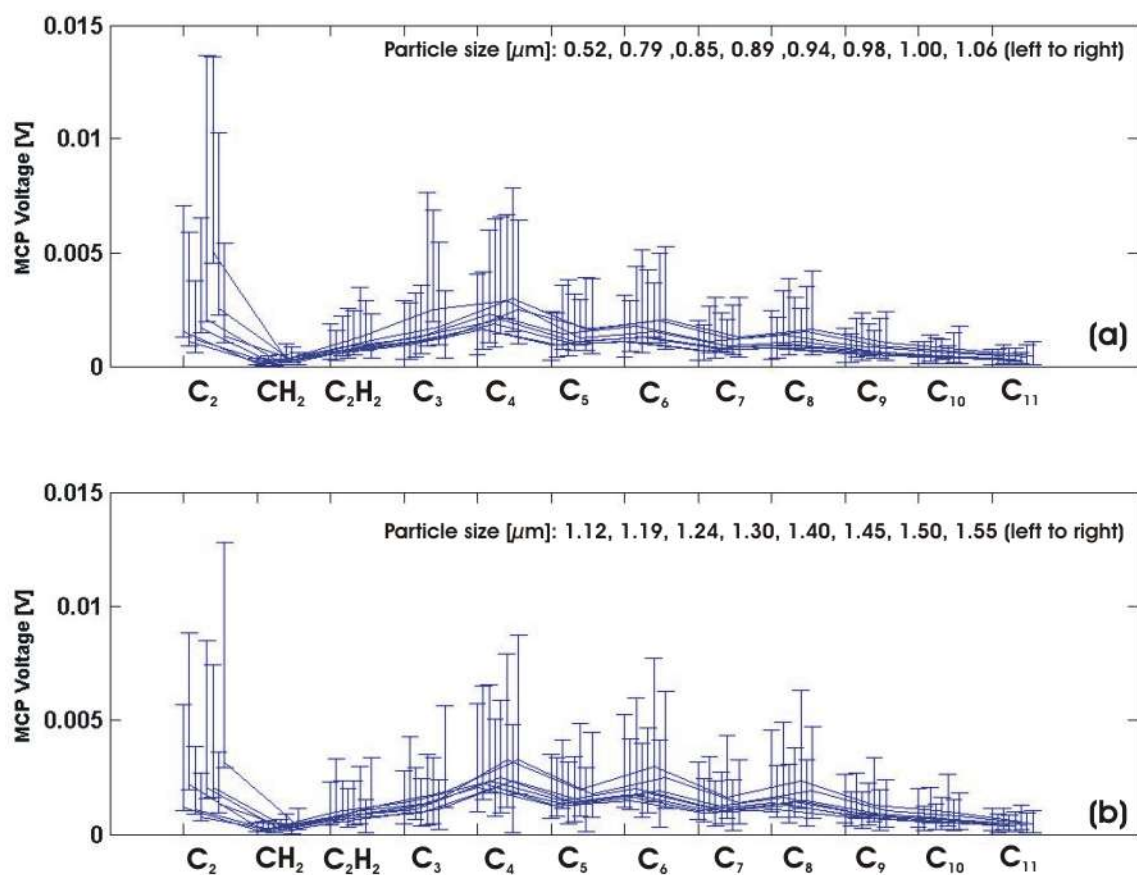 0.015
Particle size [µm]: 0.52, 0.79 ,0.85, 0.89 ,0.94, 0.98, 1.00, 1.06 (left to right)
0.01
MCP Voltage [V]
0.005
(a)
0
C₂ CH₂ C₂H₂ C₃ C₄ C₅ C₆ C₇ C₈ C₉ C₁₀ C₁₁
0.015
Particle size [µm]: 1.12, 1.19, 1.24, 1.30, 1.40, 1.45, 1.50, 1.55 (left to right)
0.01
MCP Voltage [V]
0.005
(b)
0
C₂ CH₂ C₂H₂ C₃ C₄ C₅ C₆ C₇ C₈ C₉ C₁₀ C₁₁